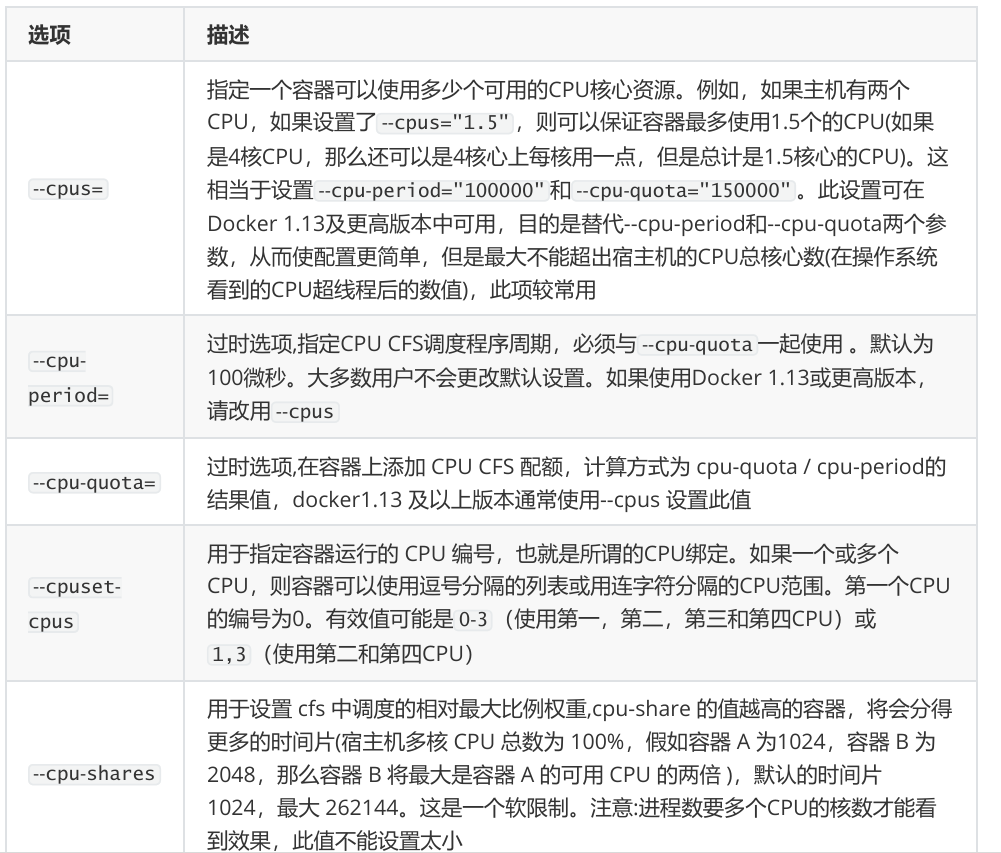 选项
描述
--cpus=
指定一个容器可以使用多少个可用的CPU核心资源。例如，如果主机有两个
CPU，如果设置了--cpus="1.5"，则可以保证容器最多使用1.5个的CPU(如果
是4核CPU，那么还可以是4核心上每核用一点，但是总计是1.5核心的CPU)。这
相当于设置--cpu-period="100000"和--cpu-quota="150000"。此设置可在
Docker 1.13及更高版本中可用，目的是替代--cpu-period和--cpu-quota两个参
数，从而使配置更简单，但是最大不能超出宿主机的CPU总核心数(在操作系统
看到的CPU超线程后的数值)，此项较常用
--cpu-
period=
过时选项,指定CPU CFS调度程序周期，必须与--cpu-quota一起使用 。默认为
100微秒。大多数用户不会更改默认设置。如果使用Docker 1.13或更高版本，
请改用--cpus
--cpu-quota=
过时选项,在容器上添加 CPU CFS 配额，计算方式为 cpu-quota / cpu-period的
结果值，docker1.13 及以上版本通常使用--cpus 设置此值
--cpuset-
cpus
用于指定容器运行的 CPU 编号，也就是所谓的CPU绑定。如果一个或多个
CPU，则容器可以使用逗号分隔的列表或用连字符分隔的CPU范围。第一个CPU
的编号为0。有效值可能是0-3（使用第一，第二，第三和第四CPU）或
1,3（使用第二和第四CPU）
--cpu-shares
用于设置 cfs 中调度的相对最大比例权重,cpu-share 的值越高的容器，将会分得
更多的时间片(宿主机多核 CPU 总数为 100%，假如容器 A 为1024，容器 B 为
2048，那么容器 B 将最大是容器 A 的可用 CPU 的两倍 )，默认的时间片
1024，最大 262144。这是一个软限制。注意:进程数要多个CPU的核数才能看
到效果，此值不能设置太小